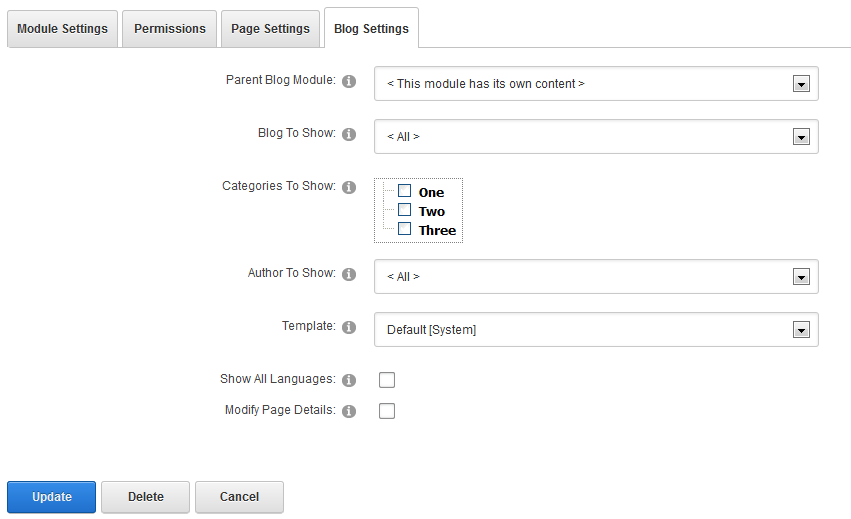 Module Settings Permissions Page Settings Blog Settings
Parent Blog Module: < This module has its own content >
Blog To Show: < All >
Categories To Show: One
Two
Three
Author To Show: < All >
Template: Default [System]
Show All Languages:
Modify Page Details:
Update Delete Cancel